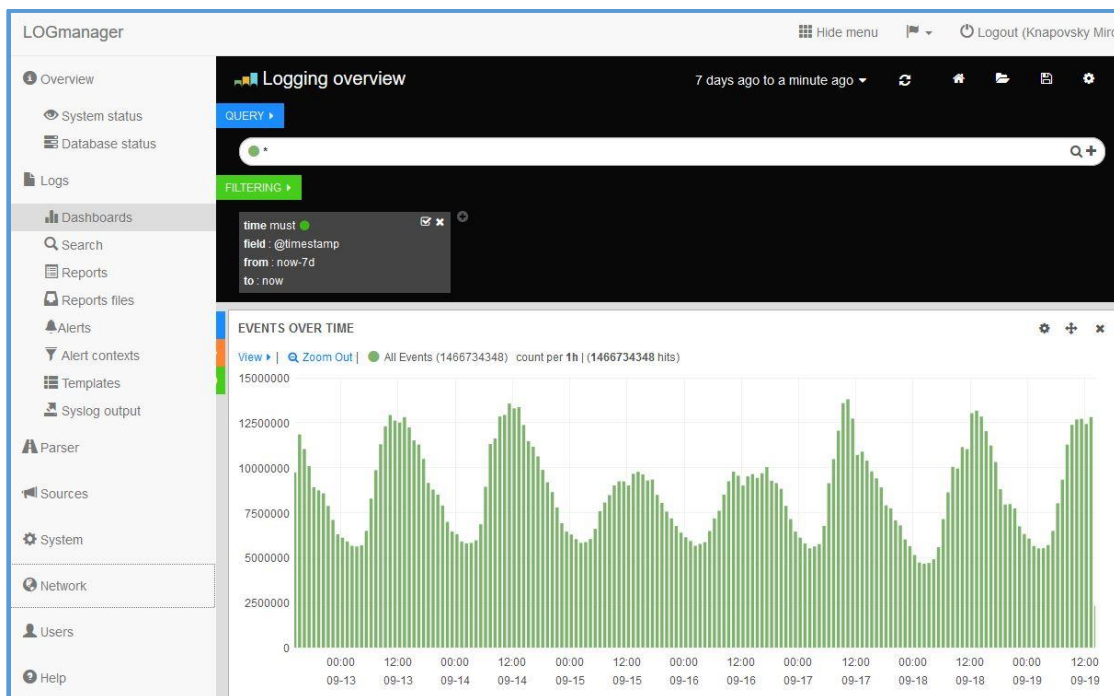 LOGmanager
Hide menu
Logout (Knapovsky Miro
Overview
System status
Database status
Logs
Dashboards
Search
Reports
Reports files
Alerts
Alert contexts
Templates
Syslog output
Parser
Sources
System
Network
Users
Help
Logging overview
7 days ago to a minute ago
QUERY
*
FILTERING
time must
field : @timestamp
from : now-7d
to : now
EVENTS OVER TIME
View | Zoom Out | All Events (1466734348) count per 1h | (1466734348 hits)
15000000
12500000
10000000
7500000
5000000
2500000
0
00:00 12:00 00:00 12:00 00:00 12:00 00:00 12:00 00:00 12:00 00:00 12:00 00:00 12:00
09-13 09-13 09-14 09-14 09-15 09-15 09-16 09-16 09-17 09-17 09-18 09-18 09-19 09-19